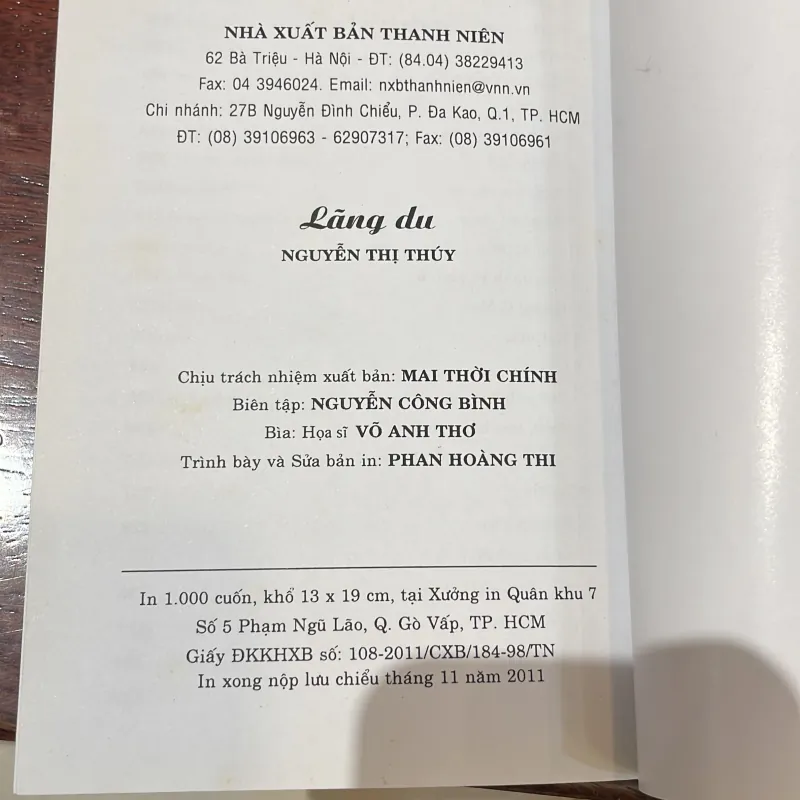 NHÀ XUẤT BẢN THANH NIÊN
62 Bà Triệu - Hà Nội - ĐT: (84.04) 38229413
Fax: 04 3946024. Email: nxbthanhnien@vnn.vn
Chi nhánh: 27B Nguyễn Đình Chiểu, P. Đa Kao, Q.1, TP. HCM
ĐT: (08) 39106963 - 62907317; Fax: (08) 39106961
Lãng du
NGUYỄN THỊ THÚY
Chịu trách nhiệm xuất bản: MAI THỜI CHÍNH
Biên tập: NGUYỄN CÔNG BÌNH
Bìa: Họa sĩ VÕ ANH THƠ
Trình bày và Sửa bản in: PHAN HOÀNG THI
In 1.000 cuốn, khổ 13 x 19 cm, tại Xưởng in Quân khu 7
Số 5 Phạm Ngũ Lão, Q. Gò Vấp, TP. HCM
Giấy ĐKKHXB số: 108-2011/CXB/184-98/TN
In xong nộp lưu chiểu tháng 11 năm 2011